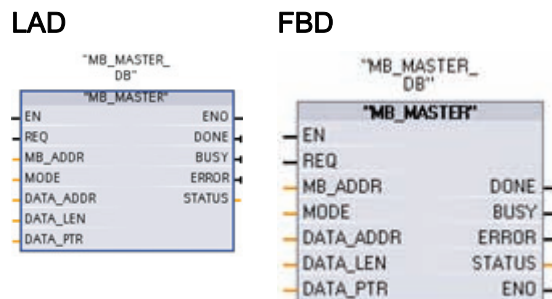 LAD
"MB_MASTER_
DB"
"MB_MASTER"
EN ENO
REQ DONE
MB_ADDR BUSY
MODE ERROR
DATA_ADDR STATUS
DATA_LEN
DATA_PTR
FBD
"MB_MASTER_
DB"
"MB_MASTER"
EN
REQ
MB_ADDR DONE
MODE BUSY
DATA_ADDR ERROR
DATA_LEN STATUS
DATA_PTR ENO